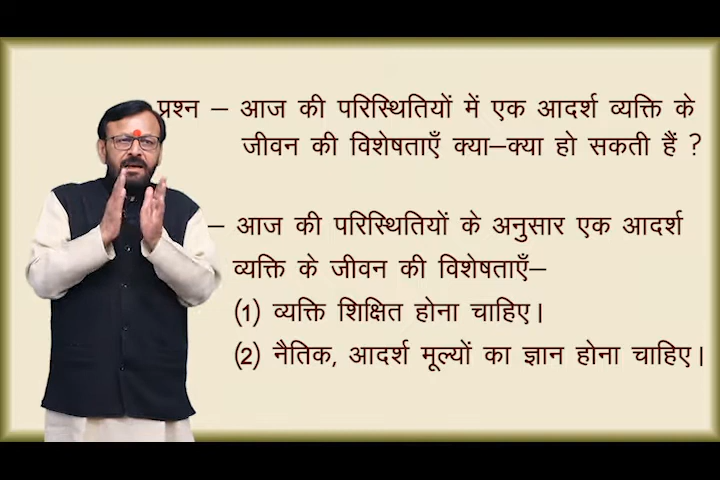 प्रश्न – आज की परिस्थितियों में एक आदर्श व्यक्ति के
जीवन की विशेषताएँ क्या–क्या हो सकती हैं ?
– आज की परिस्थितियों के अनुसार एक आदर्श
व्यक्ति के जीवन की विशेषताएँ–
(1) व्यक्ति शिक्षित होना चाहिए।
(2) नैतिक, आदर्श मूल्यों का ज्ञान होना चाहिए।